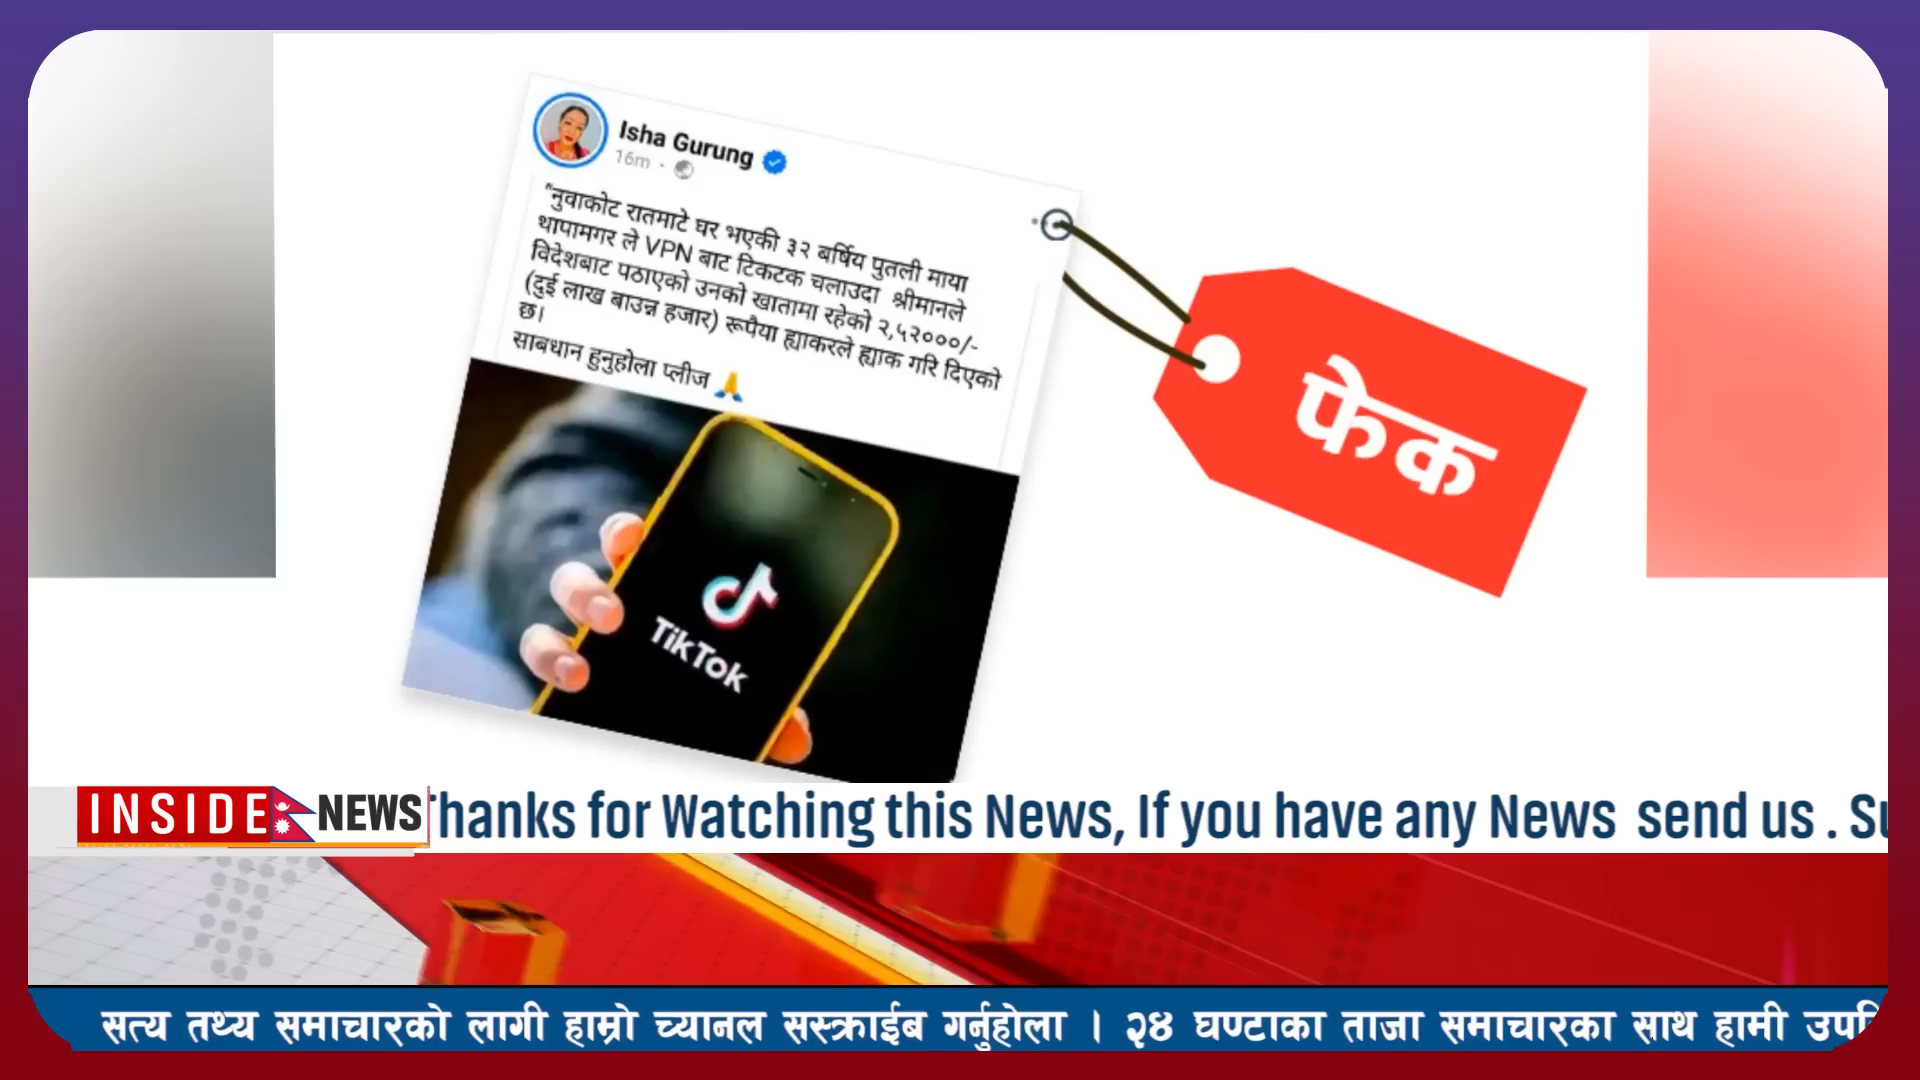 Isha Gurung
16m
"नुवाकोट रातमाटे घर भएकी ३२ बर्षिय पुतली माया
थापामगर ले VPN बाट टिकटक चलाउदा श्रीमानले
विदेशबाट पठाएको उनको खातामा रहेको २,५२०००/-
(दुई लाख बाउन्न हजार) रूपैया ह्याकरले ह्याक गरि दिएको
छ।
साबधान हुनुहोला प्लीज 🙏
फेक
TikTok
INSIDE NEWS
Thanks for Watching this News, If you have any News send us . Su
सत्य तथ्य समाचारको लागी हाम्रो च्यानल सस्क्राईब गर्नुहोला । २४ घण्टाका ताजा समाचारका साथ हामी